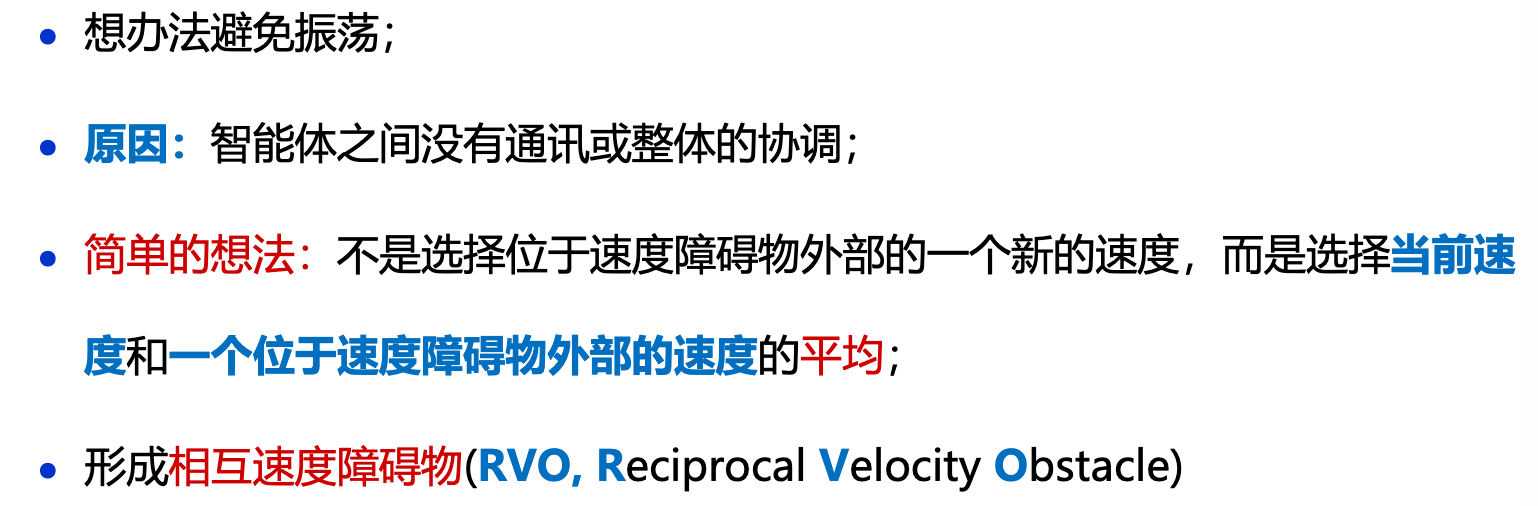 • 想办法避免振荡；
• 原因：智能体之间没有通讯或整体的协调；
• 简单的想法：不是选择位于速度障碍物外部的一个新的速度，而是选择当前速
度和一个位于速度障碍物外部的速度的平均；
• 形成相互速度障碍物(RVO, Reciprocal Velocity Obstacle)